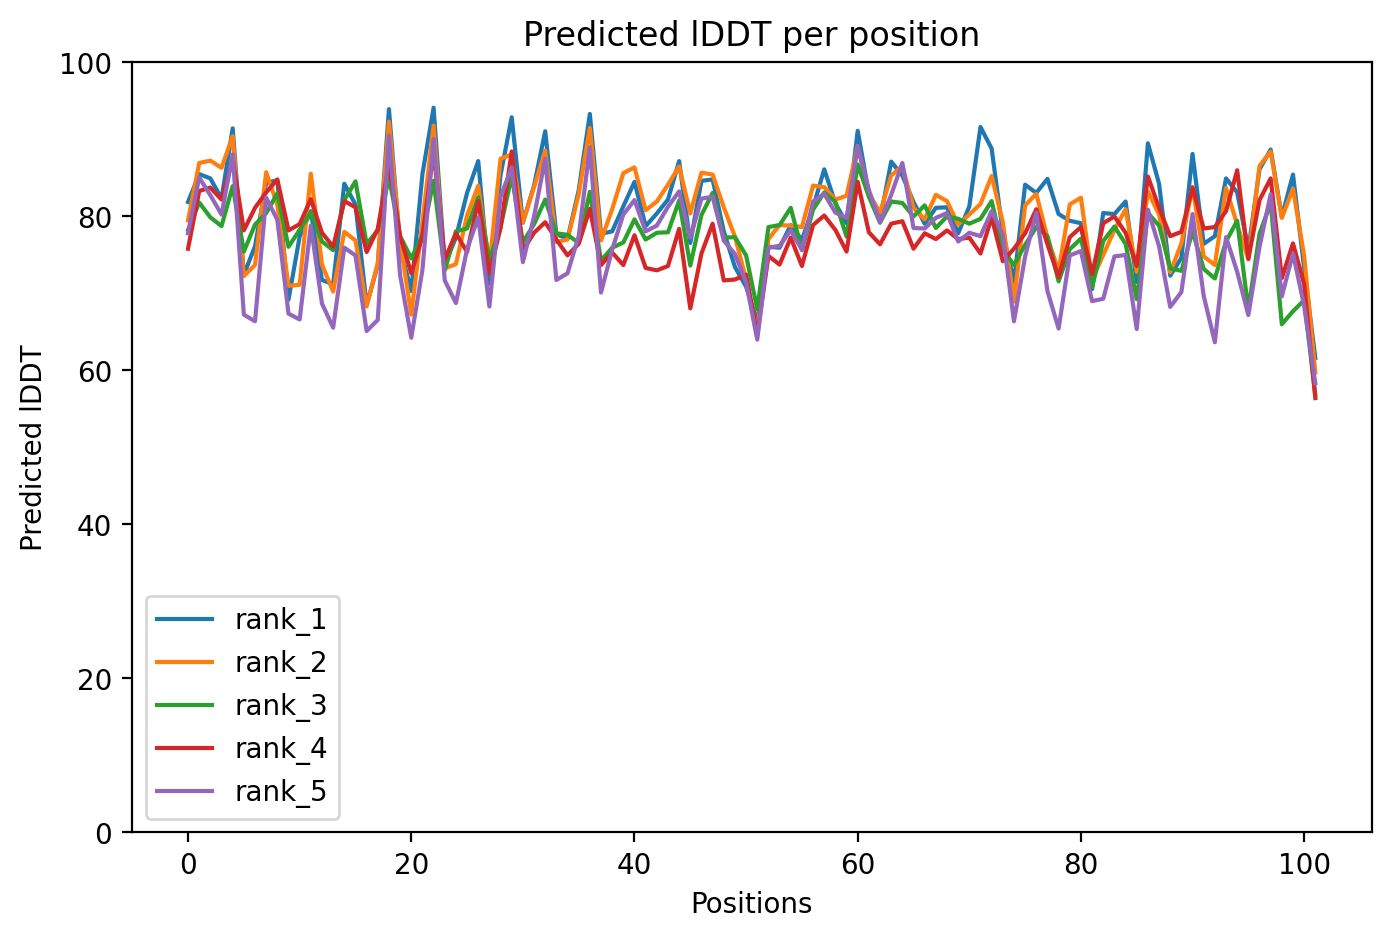 Predicted lDDT per position
100
80
60
40
20
0
Predicted lDDT
rank_1
rank_2
rank_3
rank_4
rank_5
0 20 40 60 80 100
Positions